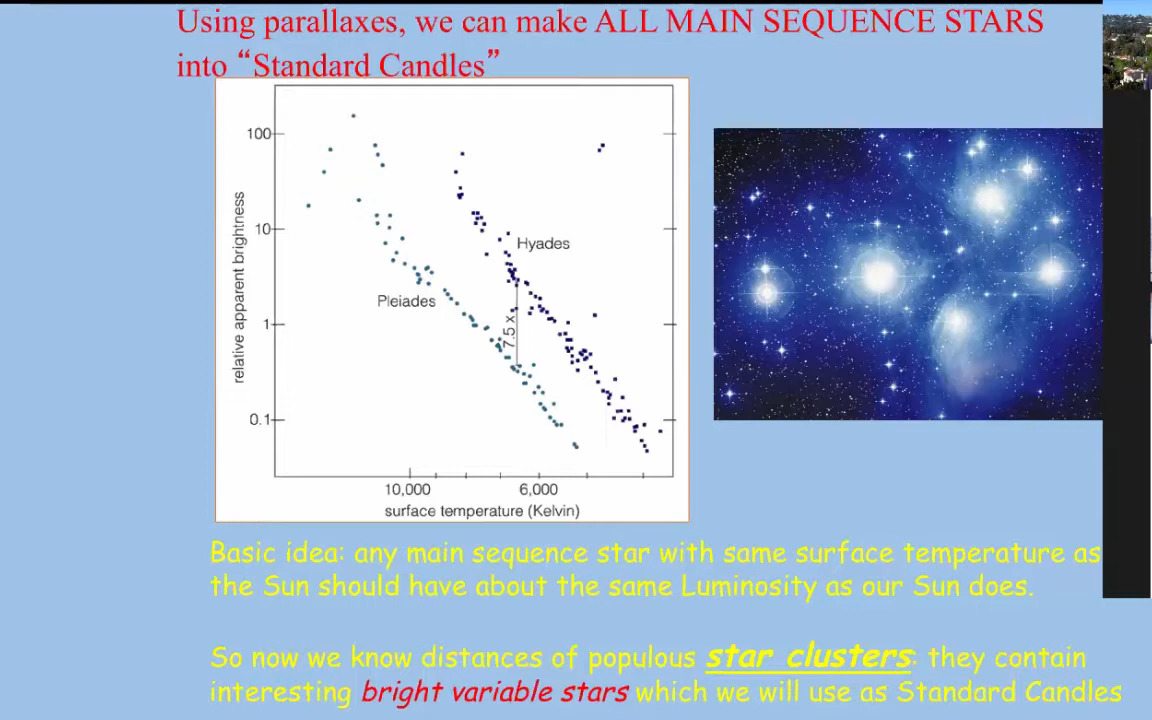 Using parallaxes, we can make ALL MAIN SEQUENCE STARS
into “Standard Candles”
100
10
1
0.1
relative apparent brightness
Hyades
Pleiades
7.5 x
10,000
6,000
surface temperature (Kelvin)
Basic idea: any main sequence star with same surface temperature as
the Sun should have about the same Luminosity as our Sun does.
So now we know distances of populous star clusters: they contain
interesting bright variable stars which we will use as Standard Candles